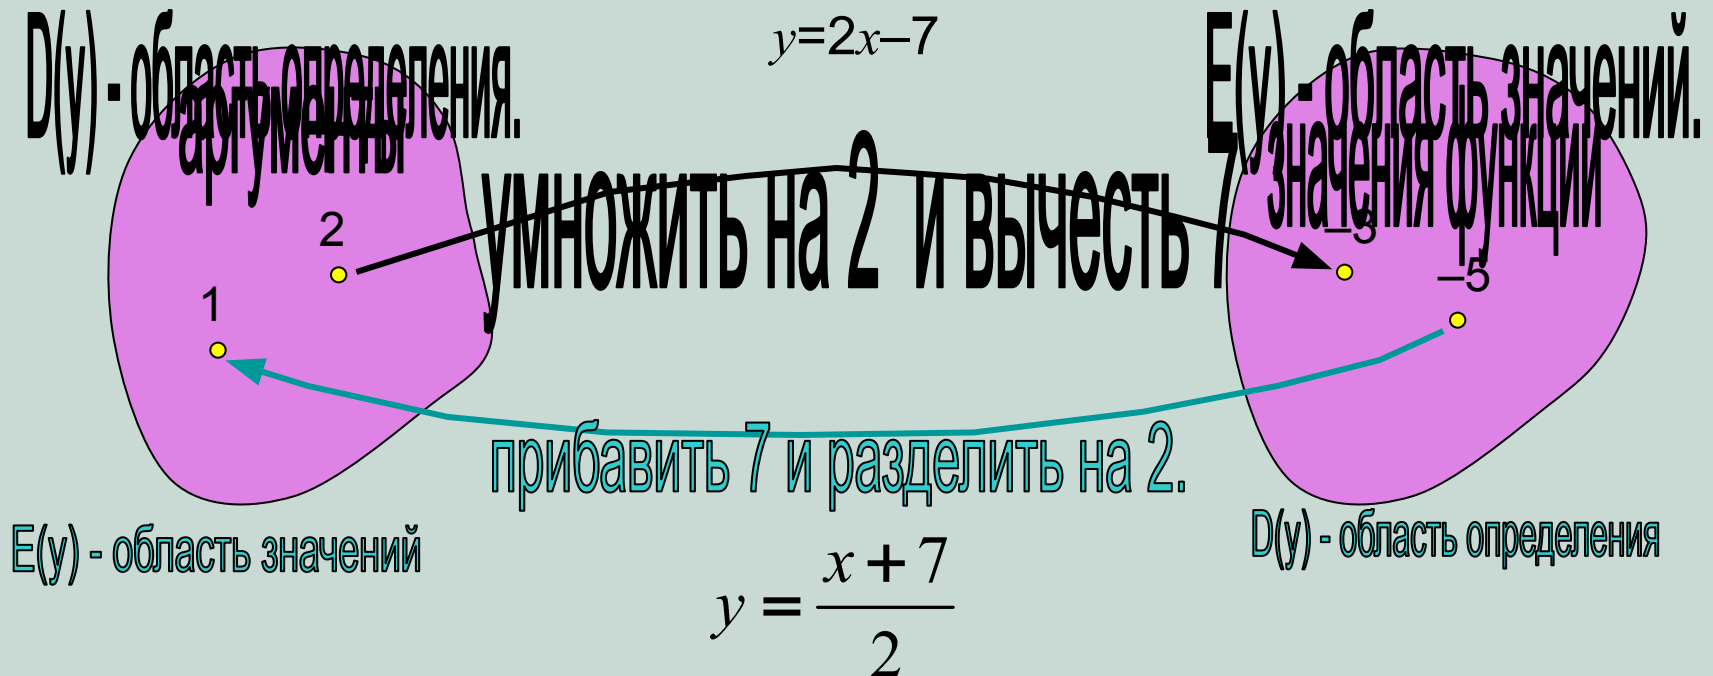 y=2x–7
D(y) - область определения.
аргументы
E(y) - область значений.
значения функции
умножить на 2 и вычесть 7
2
1
–3
–5
прибавить 7 и разделить на 2.
E(y) - область значений
D(y) - область определения
y = x + 7
2